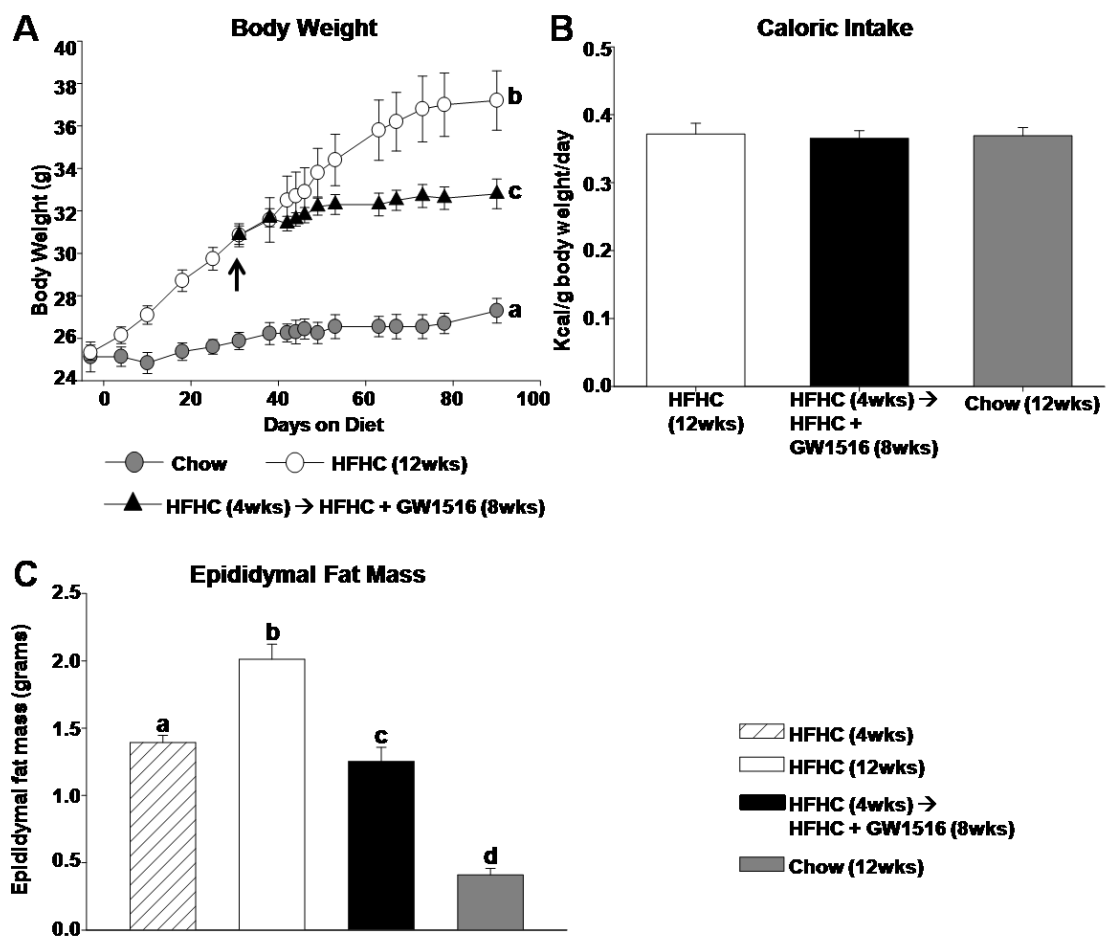 A
Body Weight
40
38
36
34
32
30
28
26
24
Body Weight (g)
b
c
a
0
20
40
60
80
100
Days on Diet
Chow
HFHC (12wks)
HFHC (4wks) → HFHC + GW1516 (8wks)
B
Caloric Intake
0.5
0.4
0.3
0.2
0.1
0.0
Kcal/g body weight/day
HFHC
(12wks)
HFHC (4wks) →
HFHC +
GW1516 (8wks)
Chow (12wks)
C
Epididymal Fat Mass
2.5
2.0
1.5
1.0
0.5
0.0
Epididymal fat mass (grams)
a
b
c
d
HFHC (4wks)
HFHC (12wks)
HFHC (4wks) →
HFHC + GW1516 (8wks)
Chow (12wks)